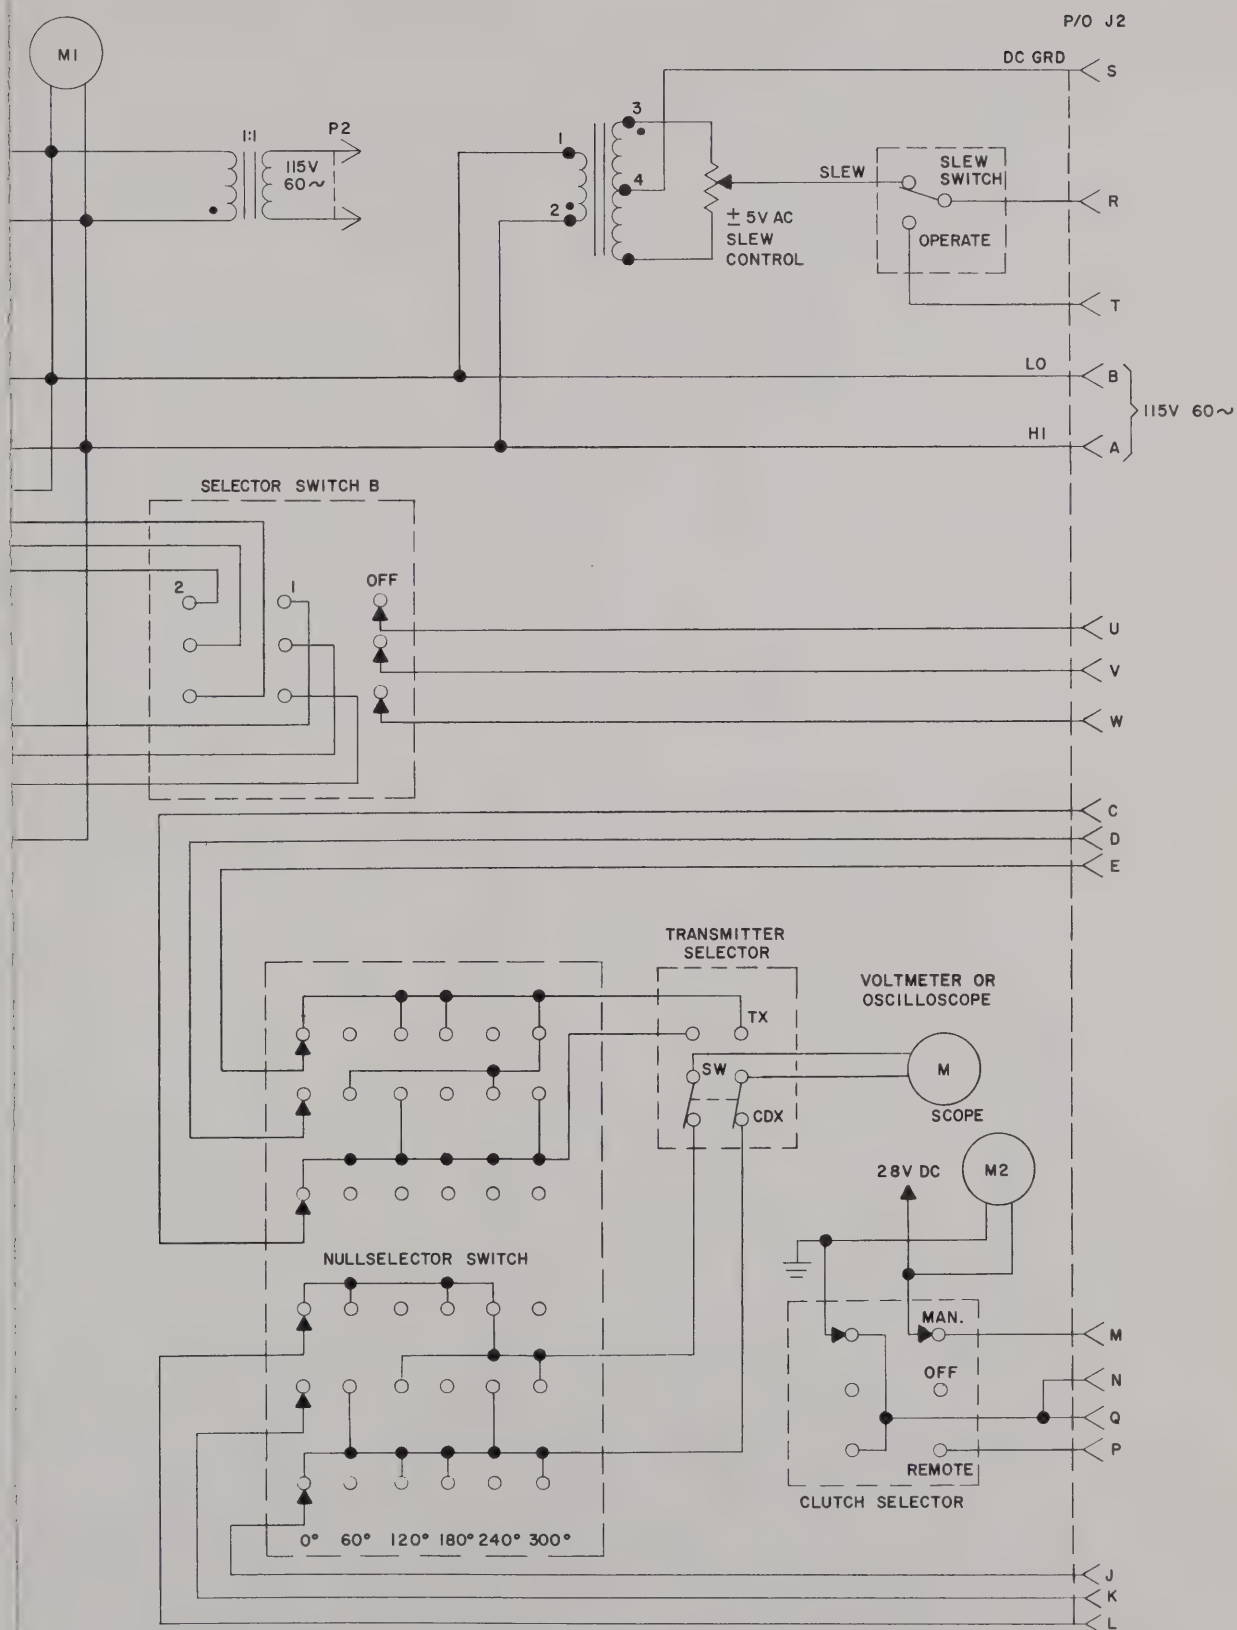 P/O J2
M1
DC GRD
S
1:1
P2
115V
60~
1
2
3
4
± 5V AC
SLEW
CONTROL
SLEW
SLEW
SWITCH
OPERATE
R
T
LO
B
HI
A
115V 60~
SELECTOR SWITCH B
2
1
OFF
U
V
W
C
D
E
TRANSMITTER
SELECTOR
TX
SW
CDX
VOLTMETER OR
OSCILLOSCOPE
M
SCOPE
M2
28V DC
NULLSELECTOR SWITCH
0° 60° 120° 180° 240° 300°
MAN.
OFF
REMOTE
CLUTCH SELECTOR
M
N
Q
P
J
K
L